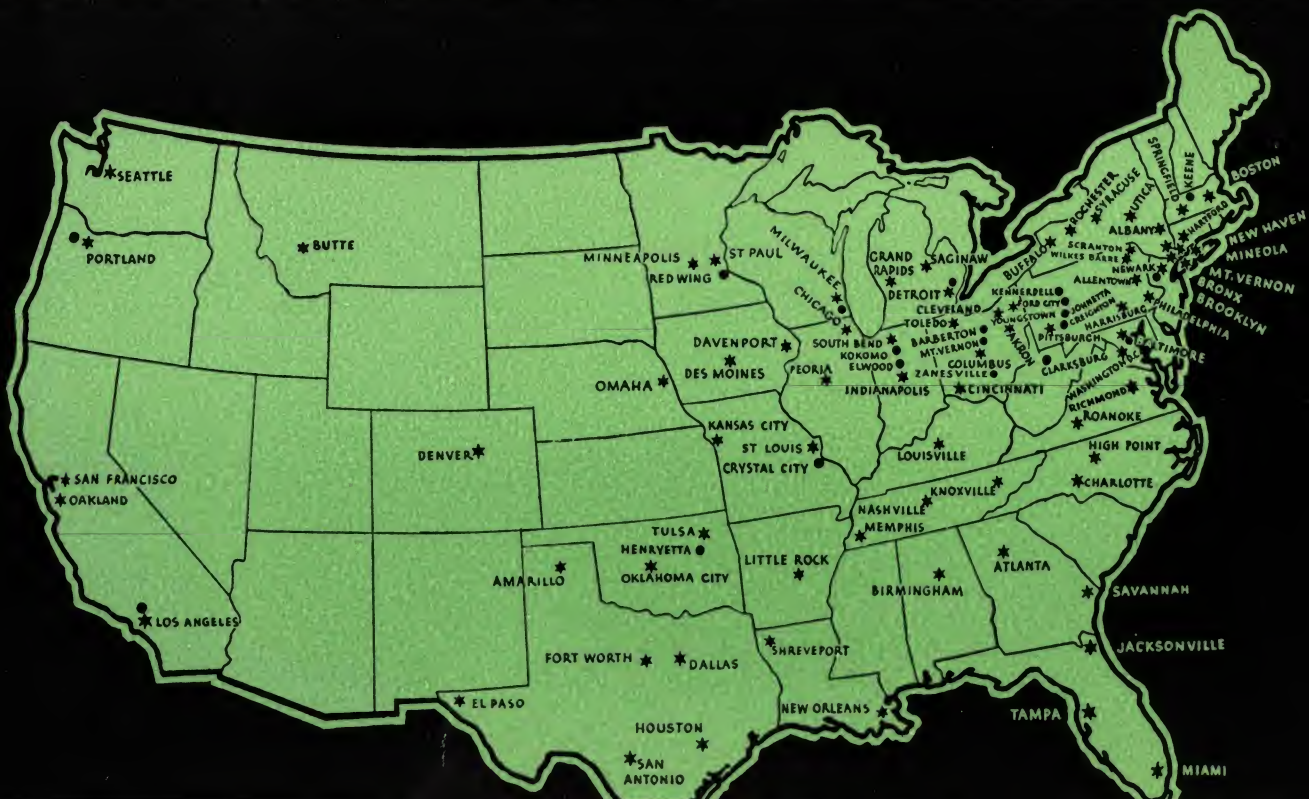 SEATTLE
PORTLAND
BUTTE
SAN FRANCISCO
OAKLAND
LOS ANGELES
DENVER
AMARILLO
EL PASO
TULSA
HENRYETTA
OKLAHOMA CITY
FORT WORTH
DALLAS
HOUSTON
SAN
ANTONIO
OMAHA
MINNEAPOLIS
ST PAUL
RED WING
DAVENPORT
DES MOINES
KANSAS CITY
ST LOUIS
CRYSTAL CITY
LITTLE ROCK
SHREVEPORT
NEW ORLEANS
MILWAUKEE
CHICAGO
PEORIA
GRAND
RAPIDS
SAGINAW
DETROIT
SOUTH BEND
KOKOMO
ELWOOD
INDIANAPOLIS
CLEVELAND
TOLEDO
BARBERTON
MT. VERNON
COLUMBUS
ZANESVILLE
CINCINNATI
YOUNGSTOWN
AKRON
LOUISVILLE
KNOXVILLE
NASHVILLE
MEMPHIS
BIRMINGHAM
ATLANTA
SAVANNAH
JACKSONVILLE
TAMPA
MIAMI
HIGH POINT
CHARLOTTE
ROANOKE
RICHMOND
WASHINGTON D.C.
BALTIMORE
CLARKSBURG
PITTSBURGH
KENNERDELL
FORD CITY
JOHNETTA
CREIGHTON
HARRISBURG
PHILADELPHIA
ALLENTOWN
NEWARK
WILKES BARRE
SCRANTON
BUFFALO
ROCHESTER
SYRACUSE
UTICA
ALBANY
SPRINGFIELD
KEENE
BOSTON
HARTFORD
NEW HAVEN
MINEOLA
MT. VERNON
BRONX
BROOKLYN